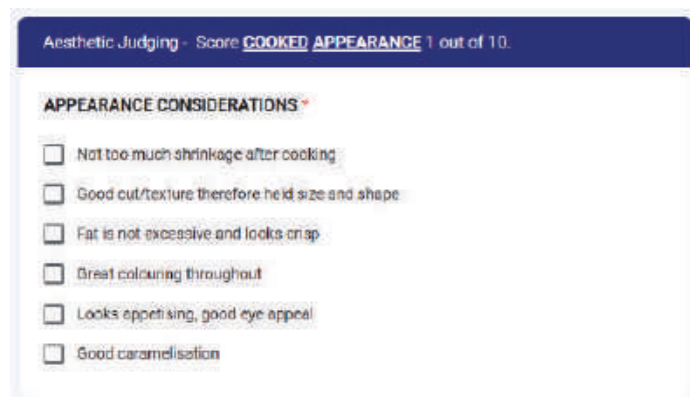 Aesthetic Judging - Score COOKED APPEARANCE 1 out of 10.
APPEARANCE CONSIDERATIONS *
Not too much shrinkage after cooking
Good cut/texture therefore held size and shape
Fat is not excessive and looks crisp
Great colouring throughout
Looks appetising, good eye appeal
Good caramelisation